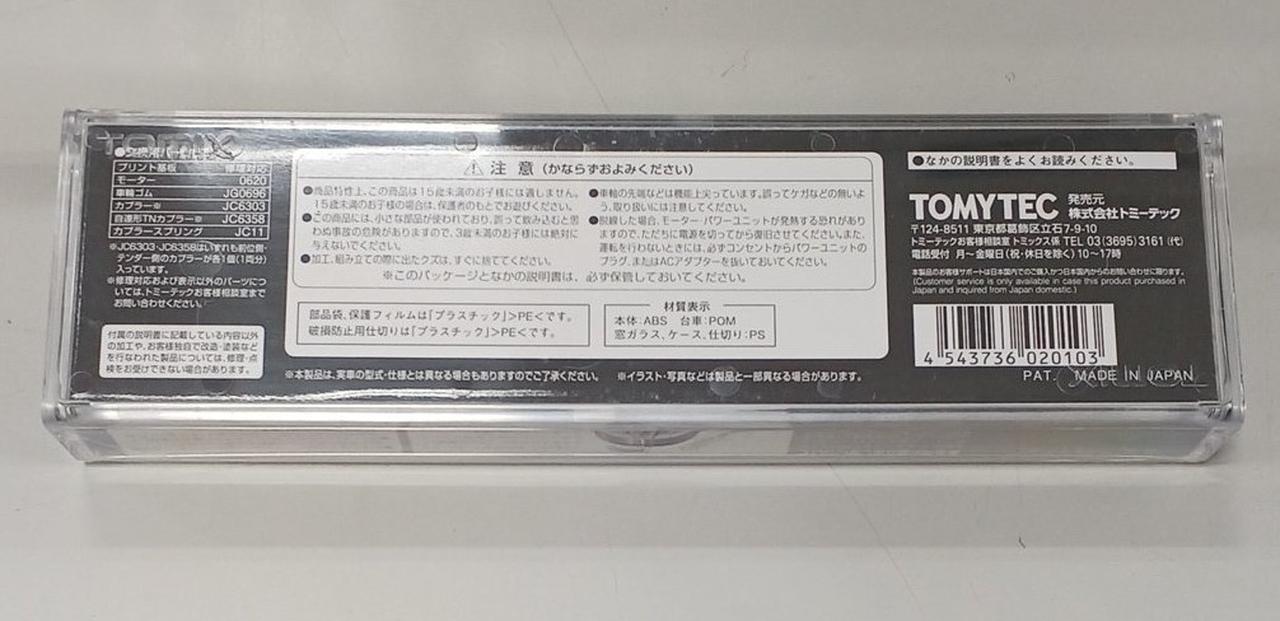 TOMIX
プリント基板 修理対応
モーター 0620
車輪ゴム JG0696
カプラー※ JC6303
自連形TNカプラー※ JC6358
カプラースプリング JC11
※JC6303・JC6358はいずれも前位側・
テンダー側のカプラーが各1個(1両分)
入っています。
※修理対応および表示以外のパーツにつ
いては、トミーテックお客様相談室まで
お問い合わせください。
付属の説明書に記載している内容以外
の加工や、お客様独自で改造・塗装など
を行なわれた製品については、修理・点
検をお受けできない場合があります。
⚠ 注 意 (かならずおよみください)
●商品特性上、この商品は15歳未満のお子様には適しません。
15歳未満のお子様の場合は、保護者のもとでお遊びください。
●この商品には、小さな部品が使われており、誤って飲み込むと思
わぬ事故の危険がありますので、3歳未満のお子様には絶対に
与えないでください。
●加工、組み立ての際に出たクズは、すぐに捨ててください。
●車輪の先端などは機能上尖っています。誤ってケガなどの無いよ
う、取り扱いには注意してください。
●脱線した場合、モーター・パワーユニットが発熱する恐れがあり
ますので、ただちに電源を切ってから復旧させてください。また、
運転を行わないときには、必ずコンセントからパワーユニットの
プラグ、またはACアダプターを抜いておいてください。
※このパッケージとなかの説明書は、必ず保管しておいてください。
部品袋、保護フィルムは「プラスチック」>PE<です。
破損防止用仕切りは「プラスチック」>PE<です。
材質表示
本体:ABS 台車:POM
窓ガラス、ケース、仕切り:PS
※本製品は、実車の型式・仕様とは異なる場合もありますのでご了承ください。 ※イラスト・写真などは製品と一部異なる場合があります。
●なかの説明書をよくお読みください。
TOMYTEC 発売元
株式会社トミーテック
〒124-8511 東京都葛飾区立石7-9-10
トミーテックお客様相談室 トミックス係 TEL 03(3695)3161(代)
電話受付 月〜金曜日(祝・休日を除く)10〜17時
本製品のお客様サポートは日本国内でのご購入かつ日本国内からのお問い合わせに限ります。
(Customer service is only available in case this product purchased in
Japan and inquired from Japan domestic.)
4 543736 020103
PAT. MADE IN JAPAN